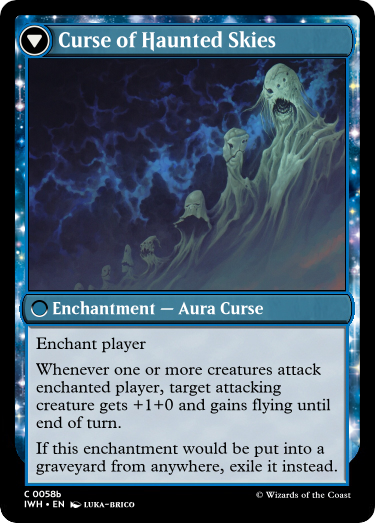 Curse of Haunted Skies
Enchantment — Aura Curse
Enchant player
Whenever one or more creatures attack
enchanted player, target attacking
creature gets +1+0 and gains flying until
end of turn.
If this enchantment would be put into a
graveyard from anywhere, exile it instead.
C 0058b
IWH • EN LUKA-BRICO
© Wizards of the Coast